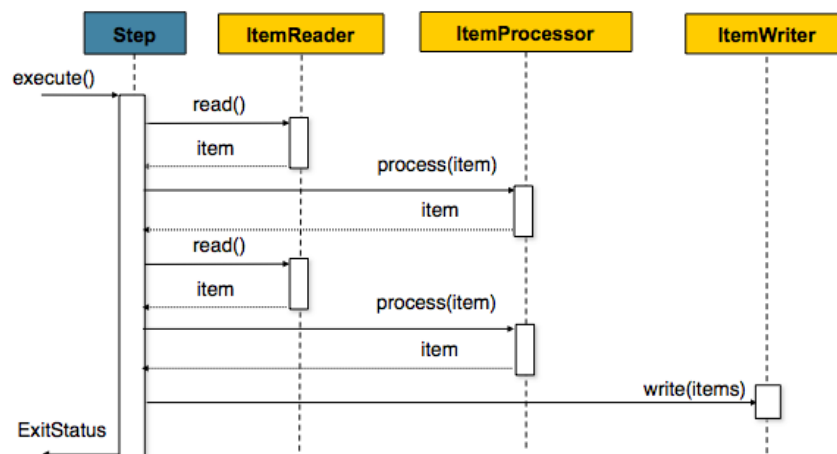 Step
ItemReader
ItemProcessor
ItemWriter
execute()
read()
item
process(item)
item
read()
item
process(item)
item
write(items)
ExitStatus